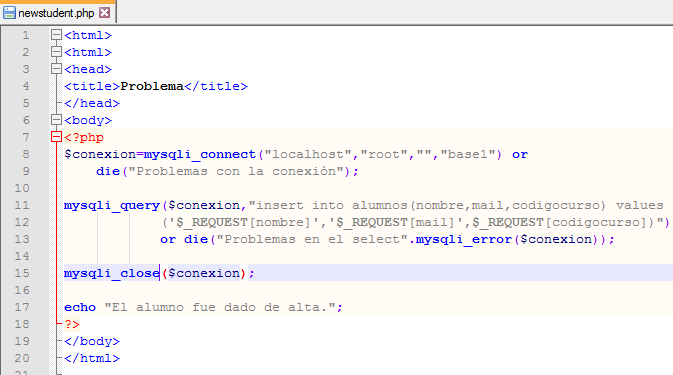 newstudent.php
1 <html>
2 <html>
3 <head>
4 <title>Problema</title>
5 </head>
6 <body>
7 <?php
8 $conexion=mysqli_connect("localhost","root","","base1") or
9 die("Problemas con la conexión");
10
11 mysqli_query($conexion,"insert into alumnos(nombre,mail,codigocurso) values
12 ('$_REQUEST[nombre]','$_REQUEST[mail]',$_REQUEST[codigocurso])")
13 or die("Problemas en el select".mysqli_error($conexion));
14
15 mysqli_close($conexion);
16
17 echo "El alumno fue dado de alta.";
18 ?>
19 </body>
20 </html>
21